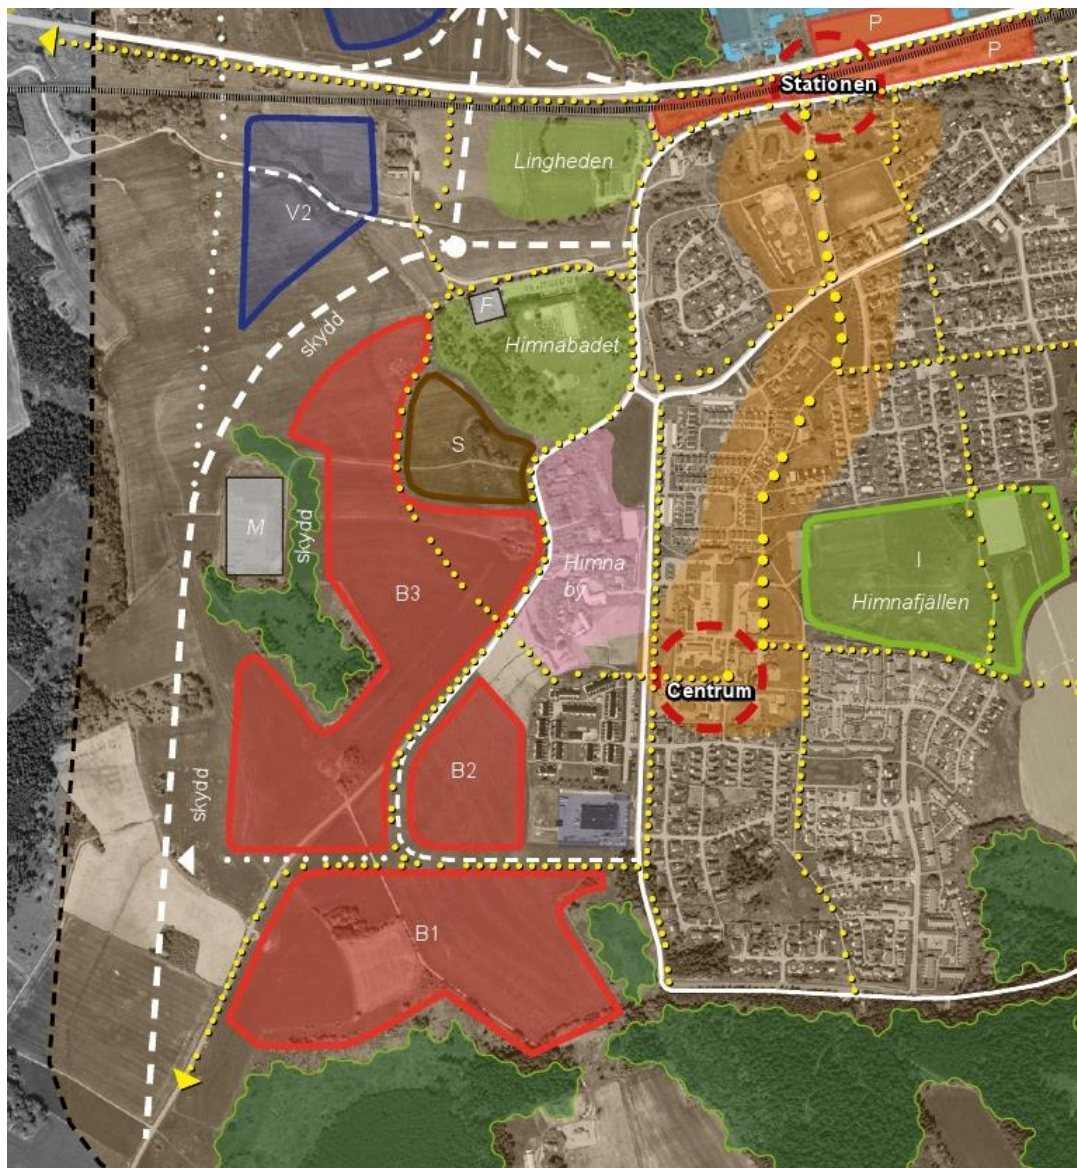 P
P
Stationen
Lingheden
V2
F
skydd
Himnabadet
S
M
skydd
I
Himna
by
B3
Himnafjällen
Centrum
B2
skydd
B1